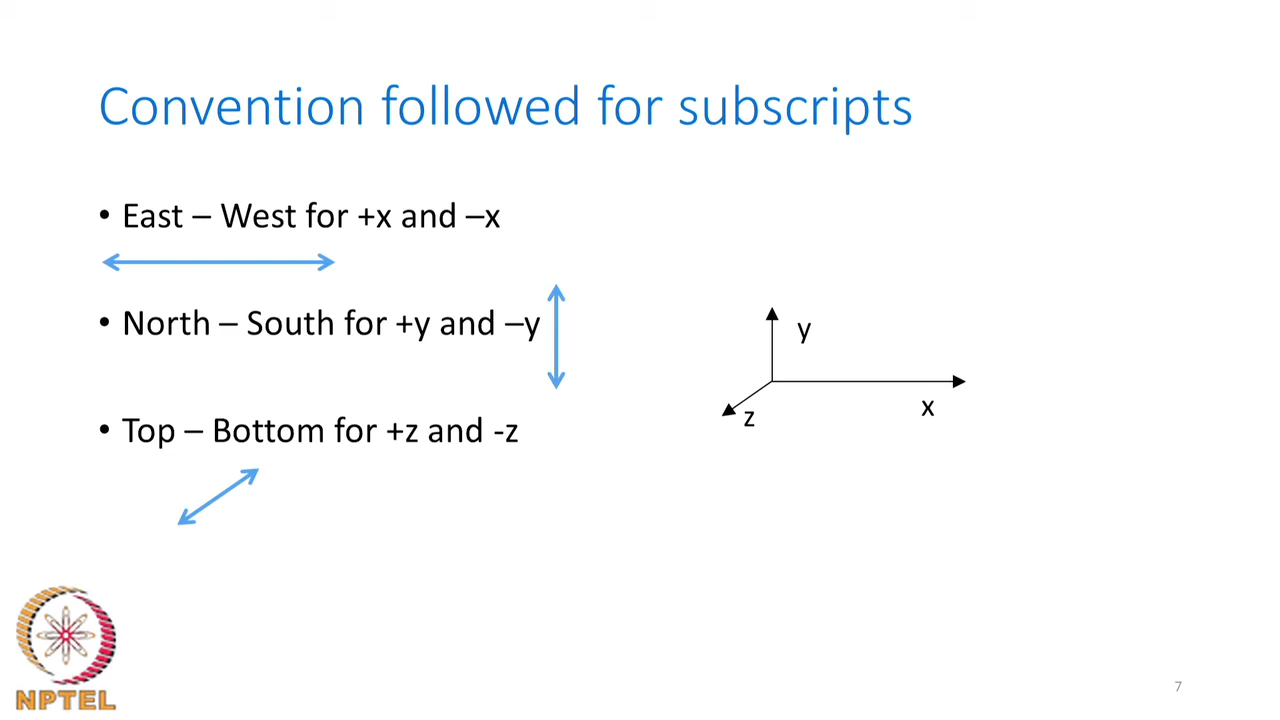 Convention followed for subscripts
• East – West for +x and –x
• North – South for +y and –y
• Top – Bottom for +z and -z
y
x
z
NPTEL
7